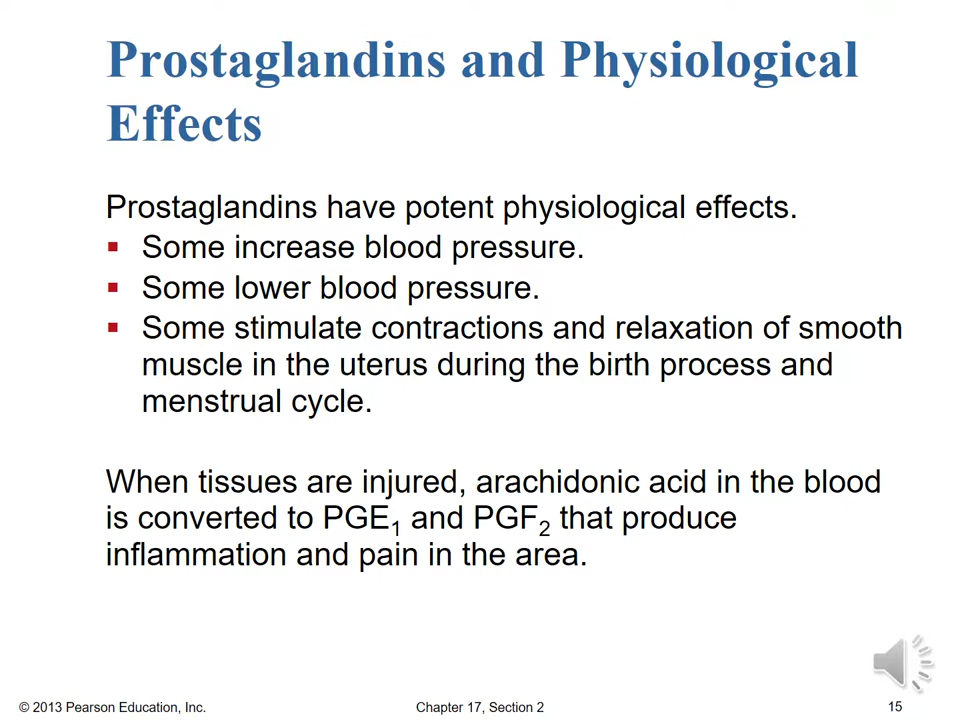 Prostaglandins and Physiological
Effects
Prostaglandins have potent physiological effects.
▪ Some increase blood pressure.
▪ Some lower blood pressure.
▪ Some stimulate contractions and relaxation of smooth
muscle in the uterus during the birth process and
menstrual cycle.
When tissues are injured, arachidonic acid in the blood
is converted to PGE₁ and PGF₂ that produce
inflammation and pain in the area.
© 2013 Pearson Education, Inc. Chapter 17, Section 2 15